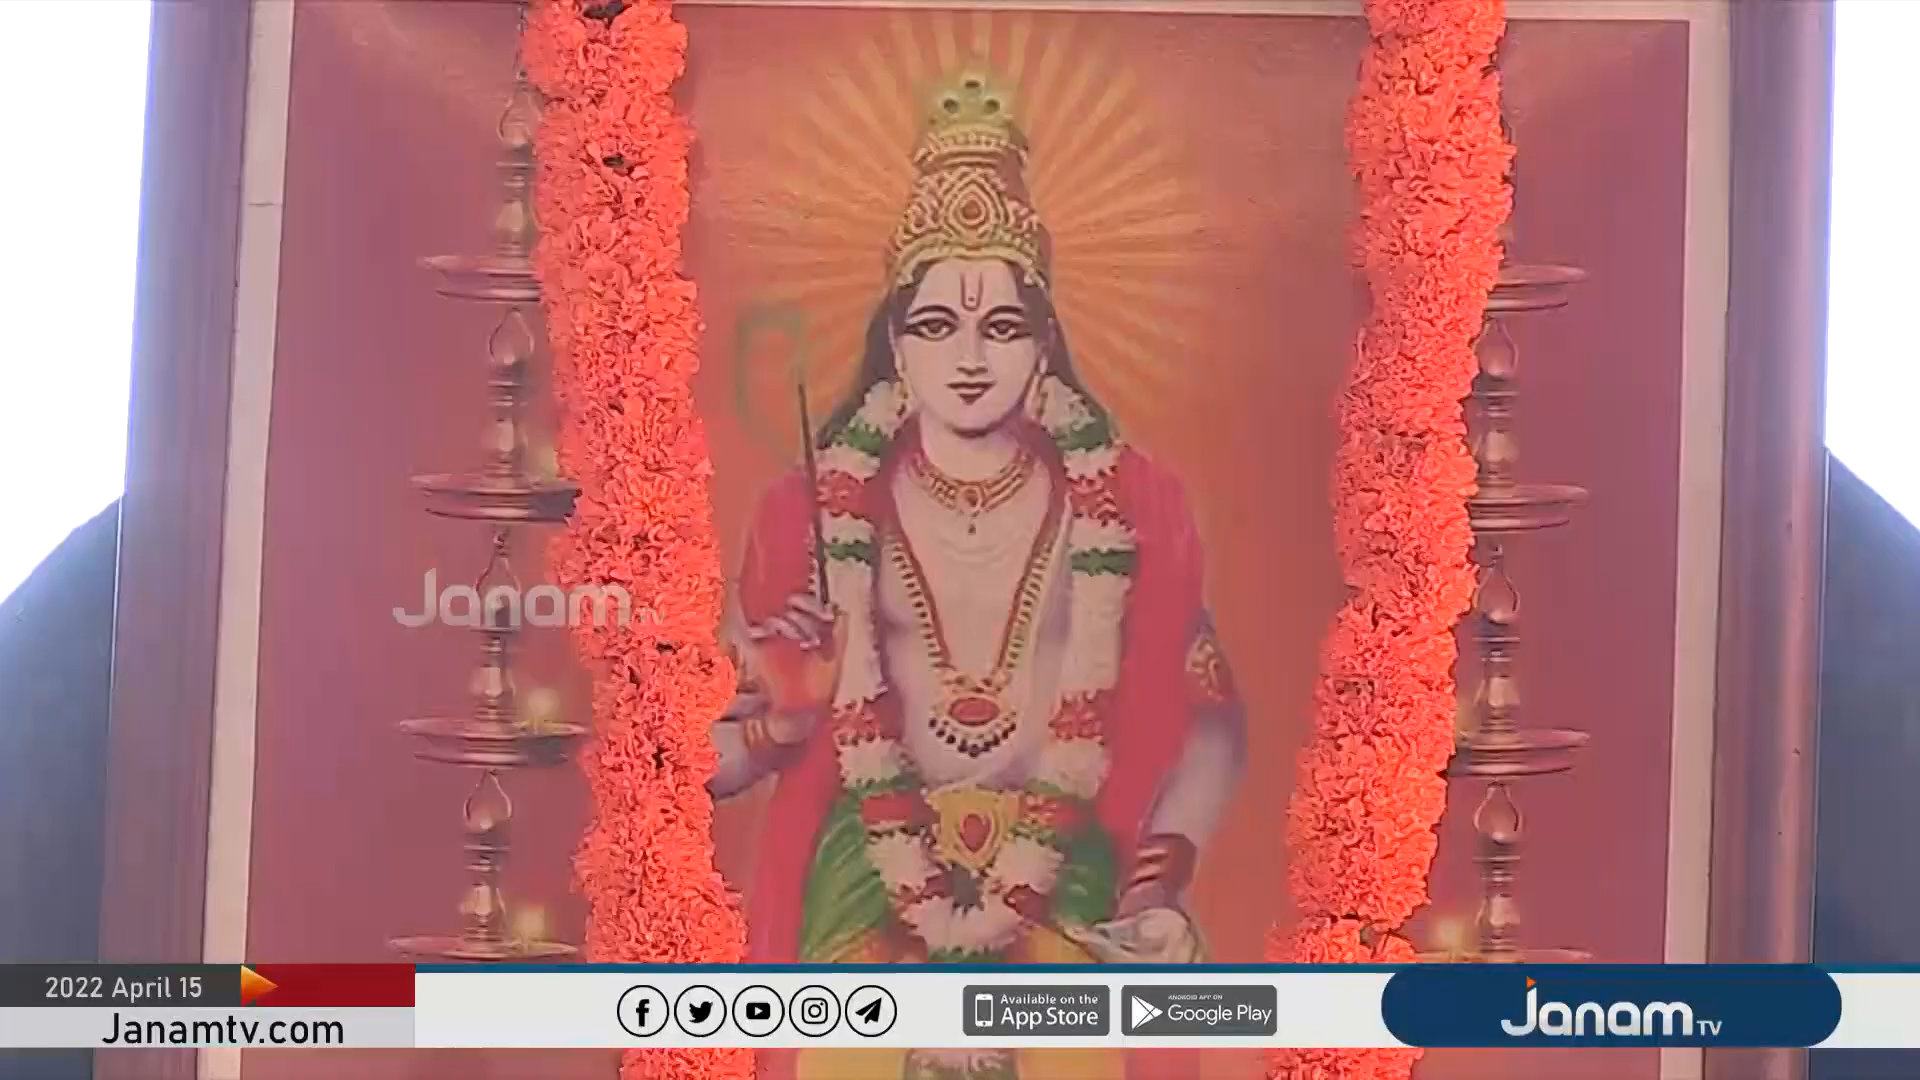 Janam TV
2022 April 15
Janamtv.com
Available on the
App Store
ANDROID APP ON
Google Play
Janam TV